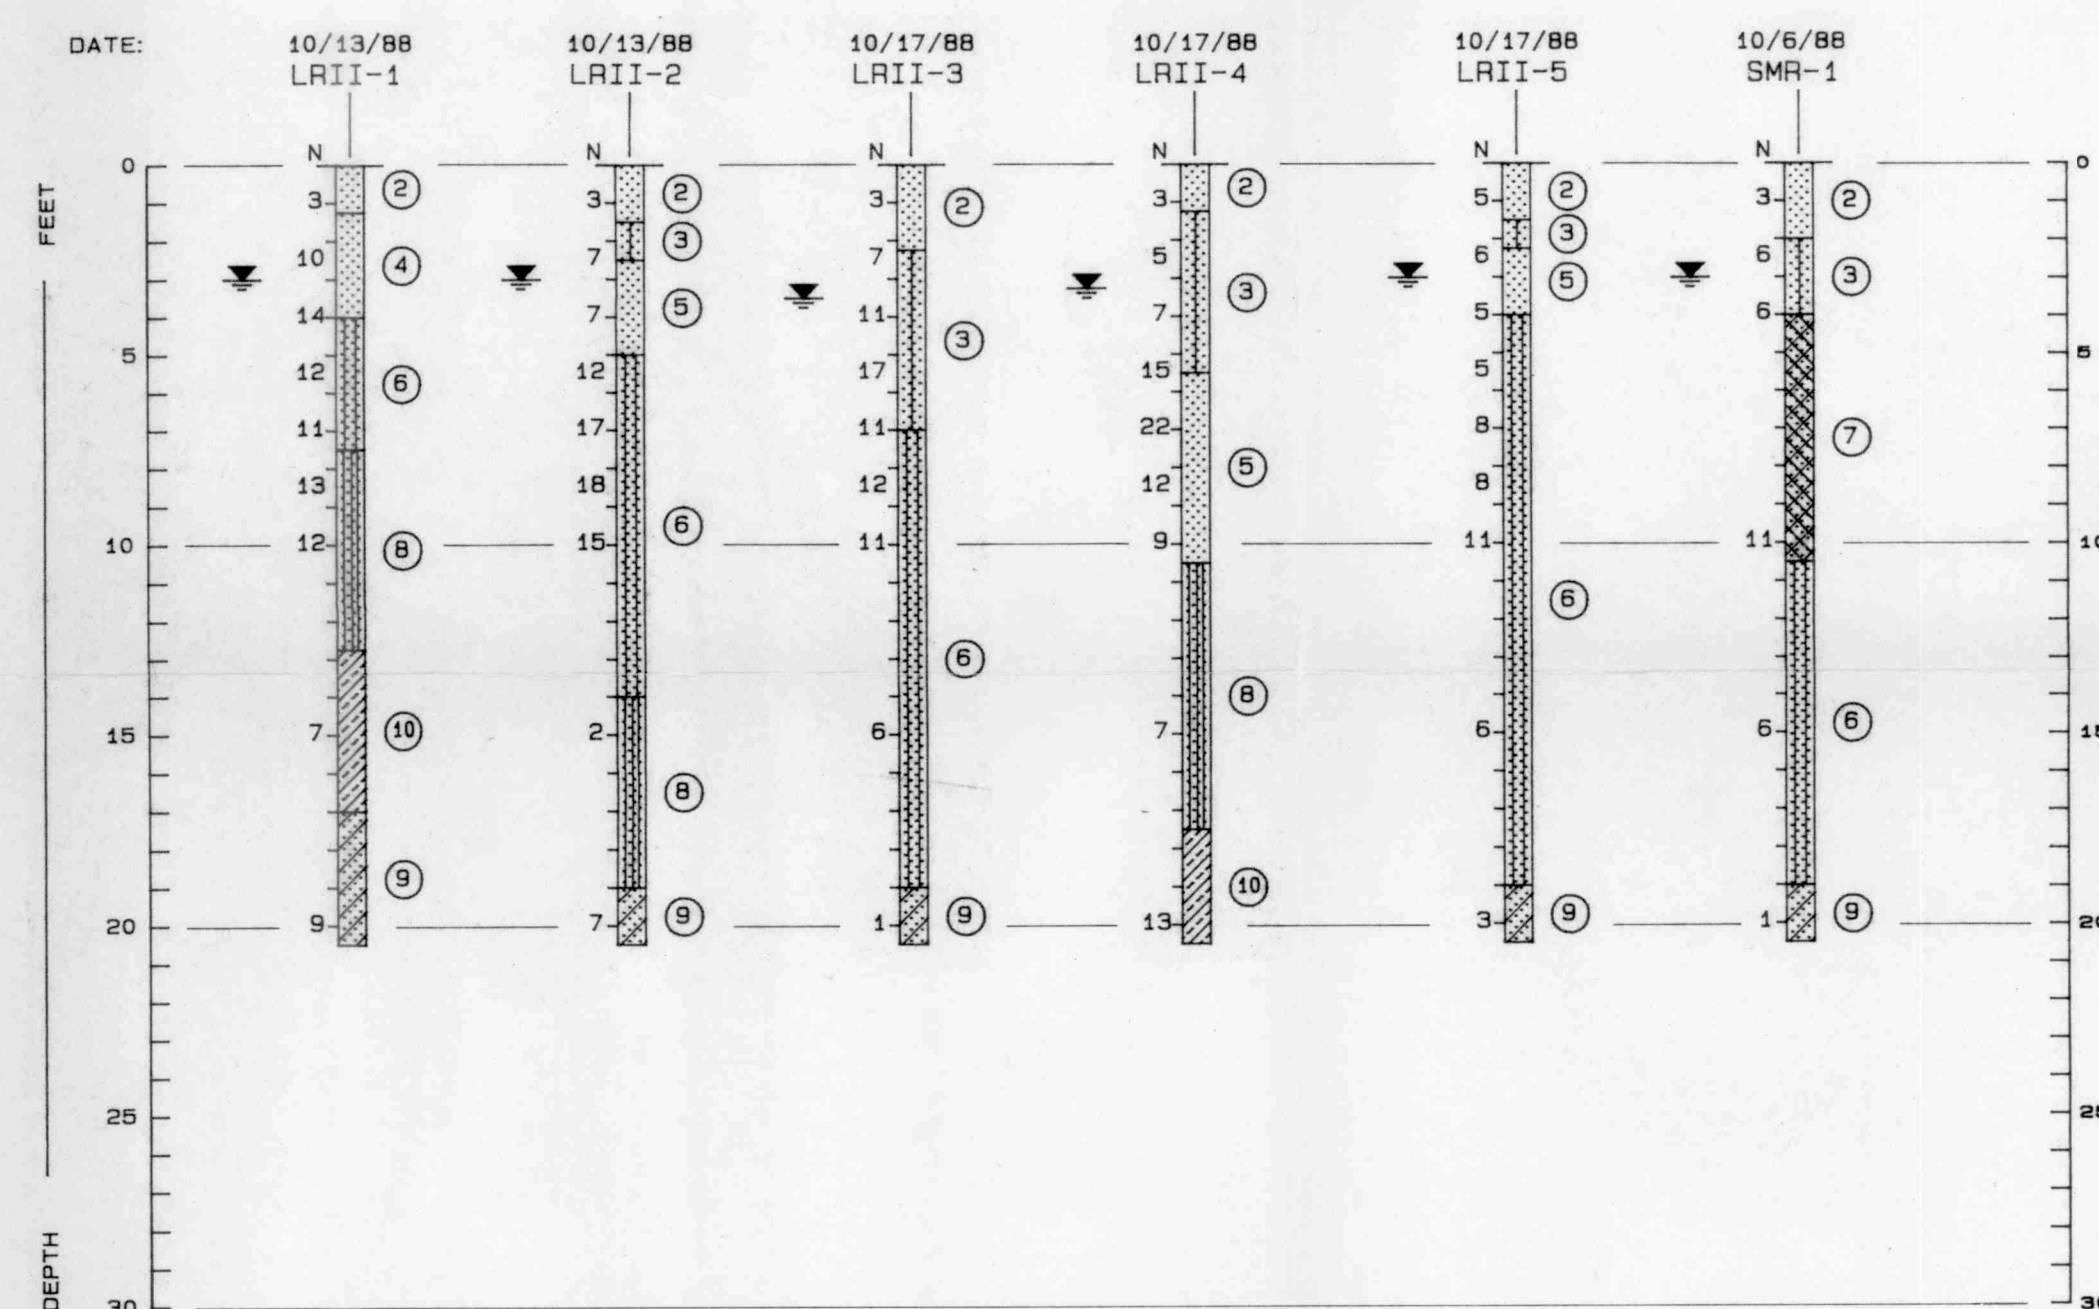 DATE: 10/13/88 10/13/88 10/17/88 10/17/88 10/17/88 10/6/88
LRII-1 LRII-2 LRII-3 LRII-4 LRII-5 SMR-1
N N N N N N
0 0
FEET
2 2 2 2 2 2
3 3 3 3 5 3
3 3
4 10 7 7 5 6 6
5 3 5 3
14 7 11 7 5 6
3
5 5
12 12 17 15 5
6
11 17 11 22 8 7
5
13 18 12 12 8
6
10 12 15 11 9 11 11 10
8
6
6
8
15 7 2 6 7 6 6 15
10 6
8
9 10
9 9 9 9
20 9 7 1 13 3 1 20
25 25
DEPTH
30 30